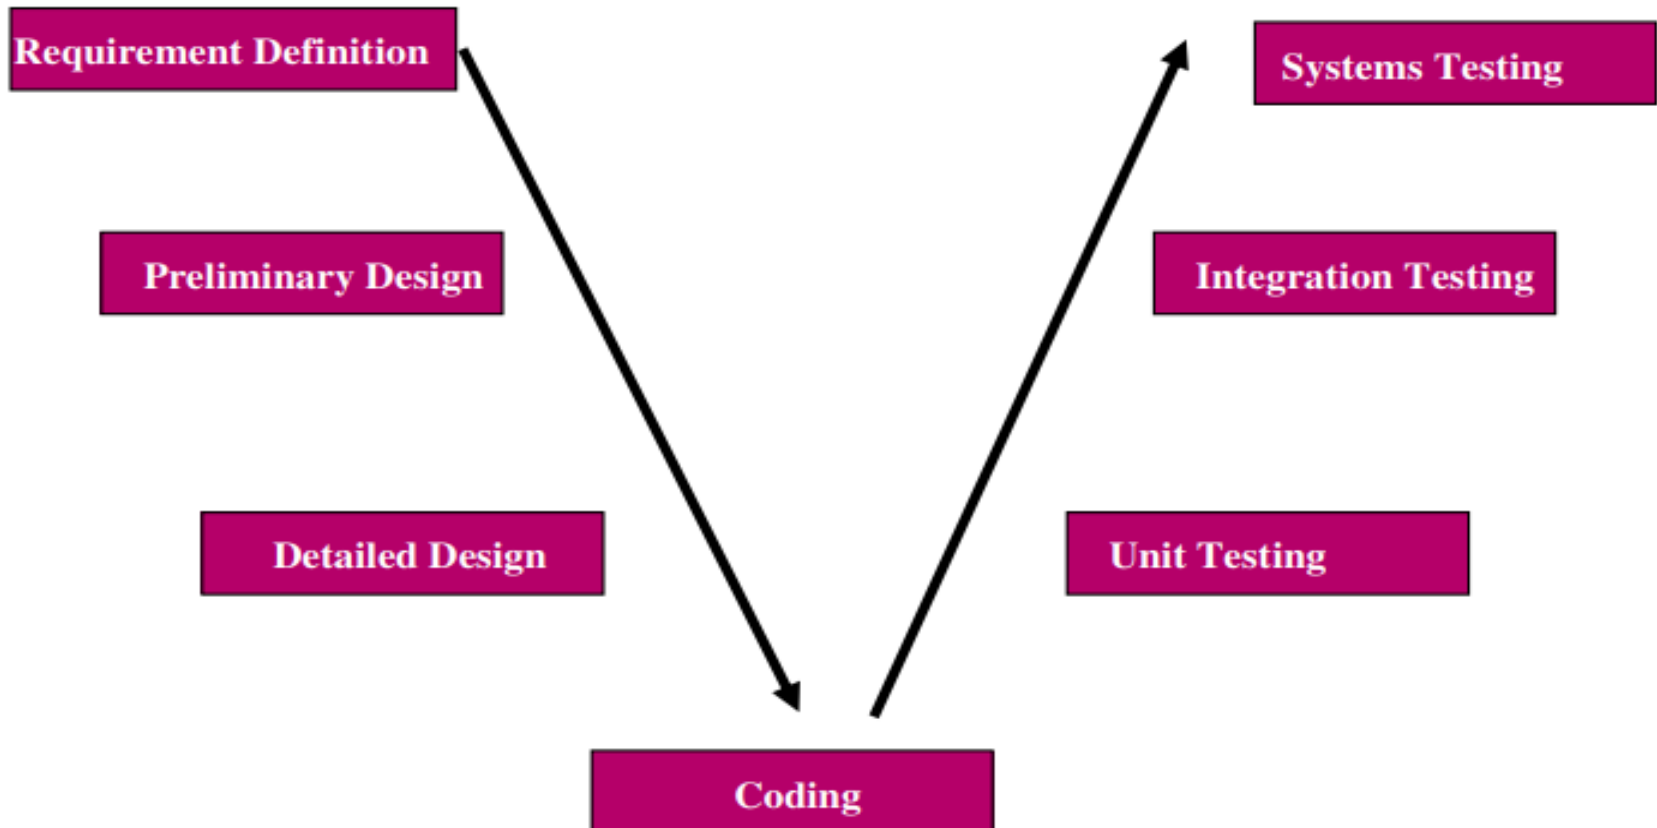 Requirement Definition
Systems Testing
Preliminary Design
Integration Testing
Detailed Design
Unit Testing
Coding